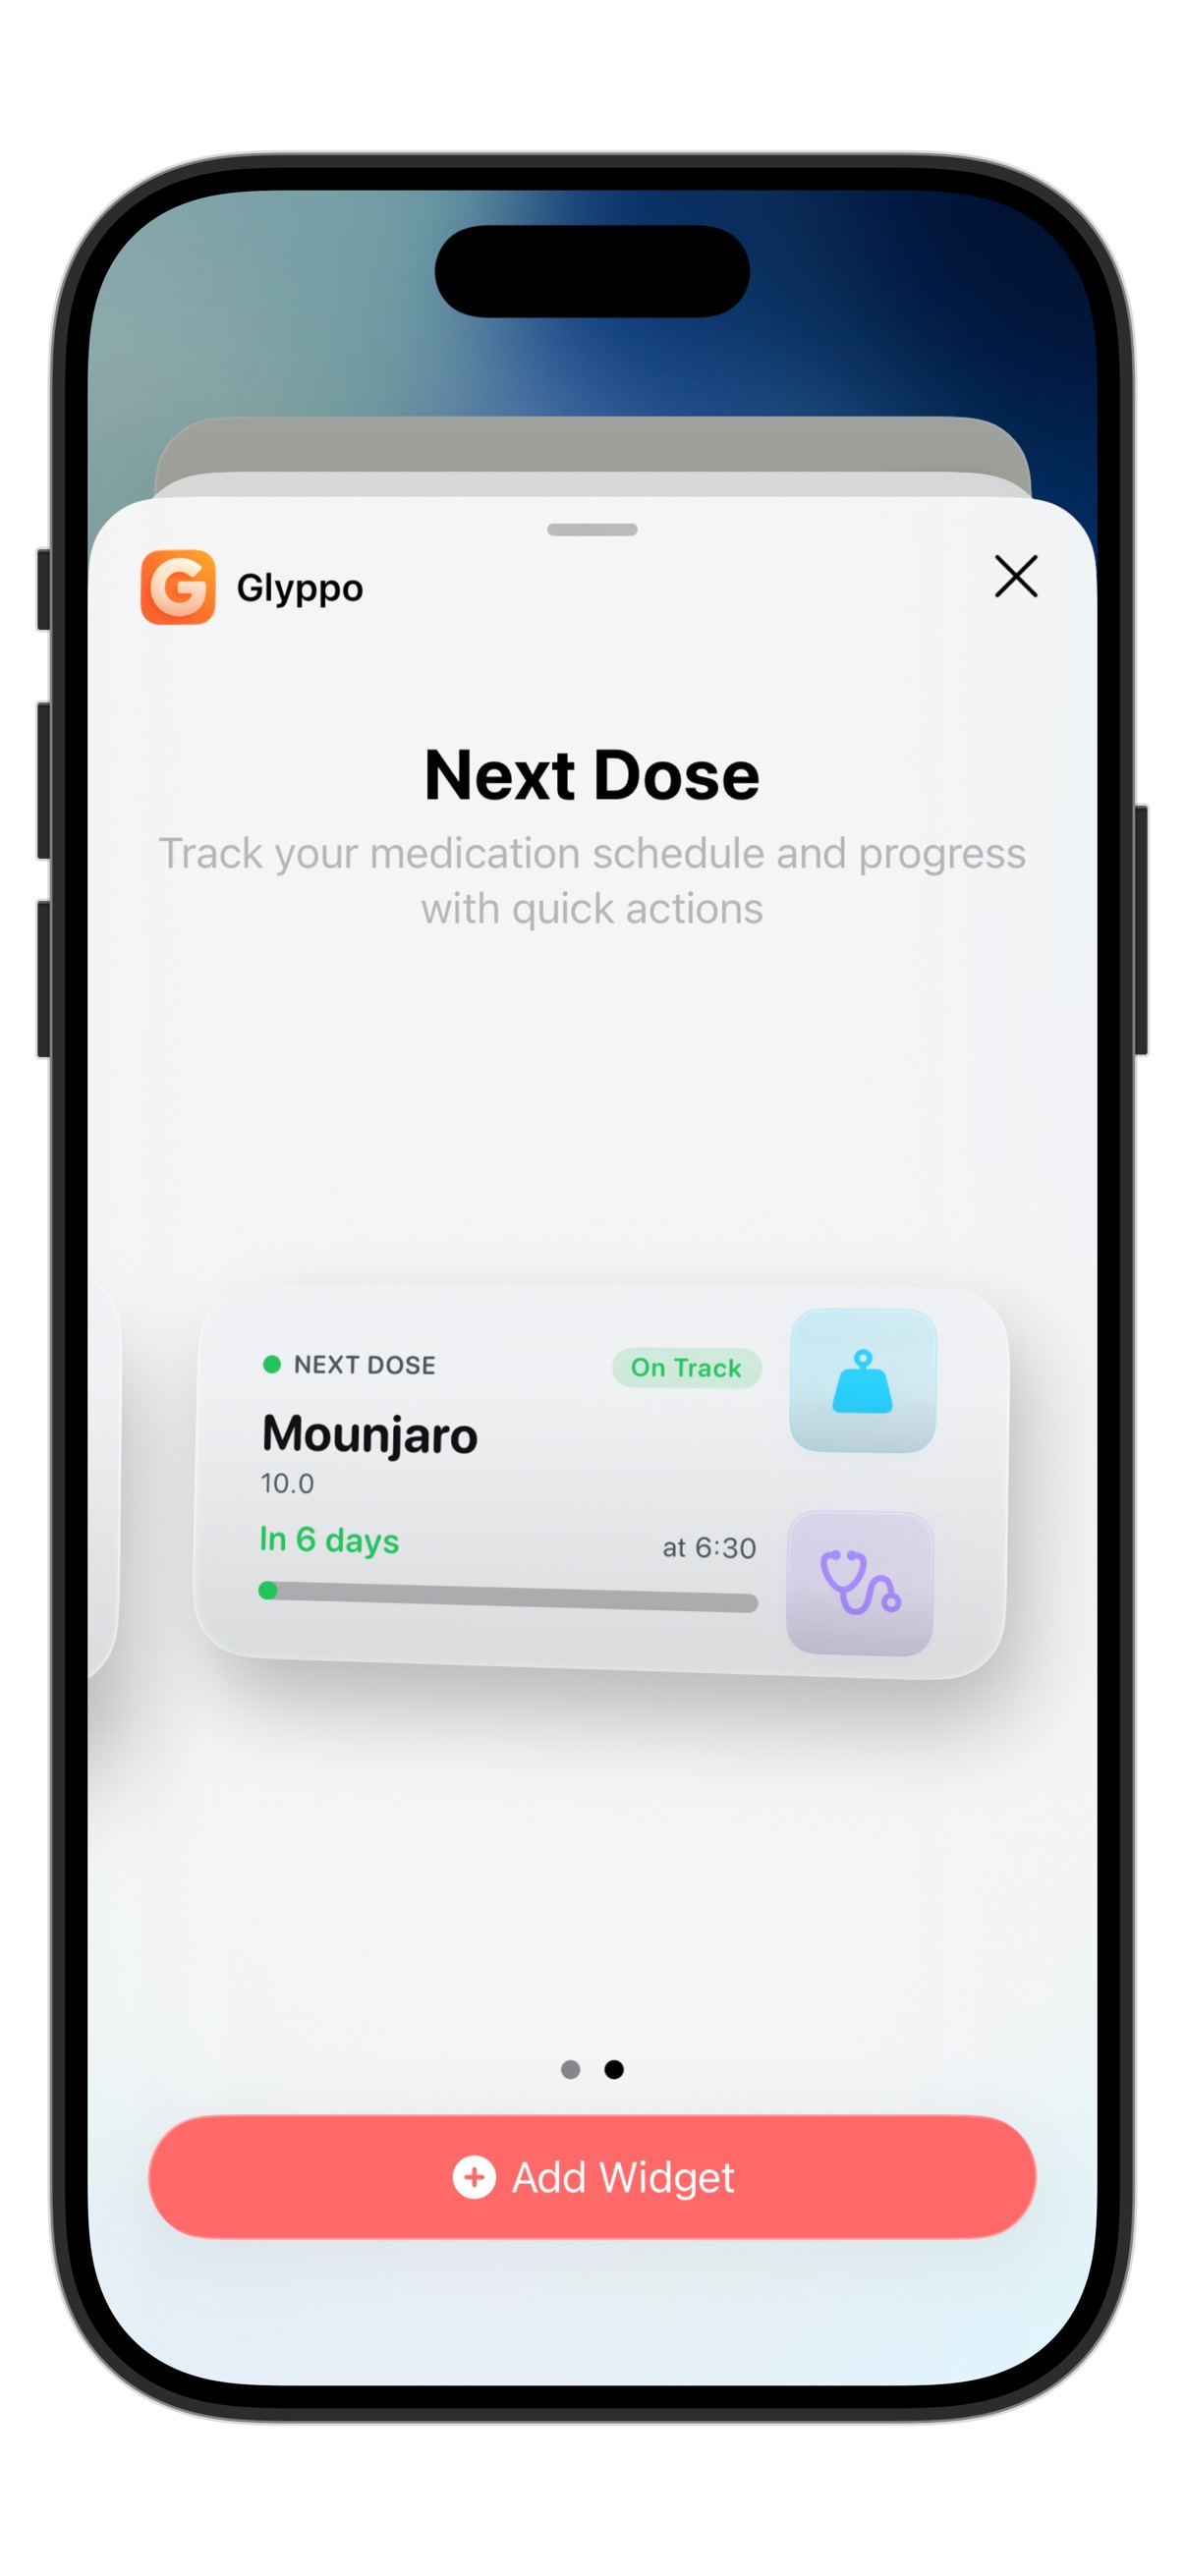 Glyppo
Next Dose
Track your medication schedule and progress
with quick actions
NEXT DOSE
On Track
Mounjaro
10.0
In 6 days
at 6:30
Add Widget